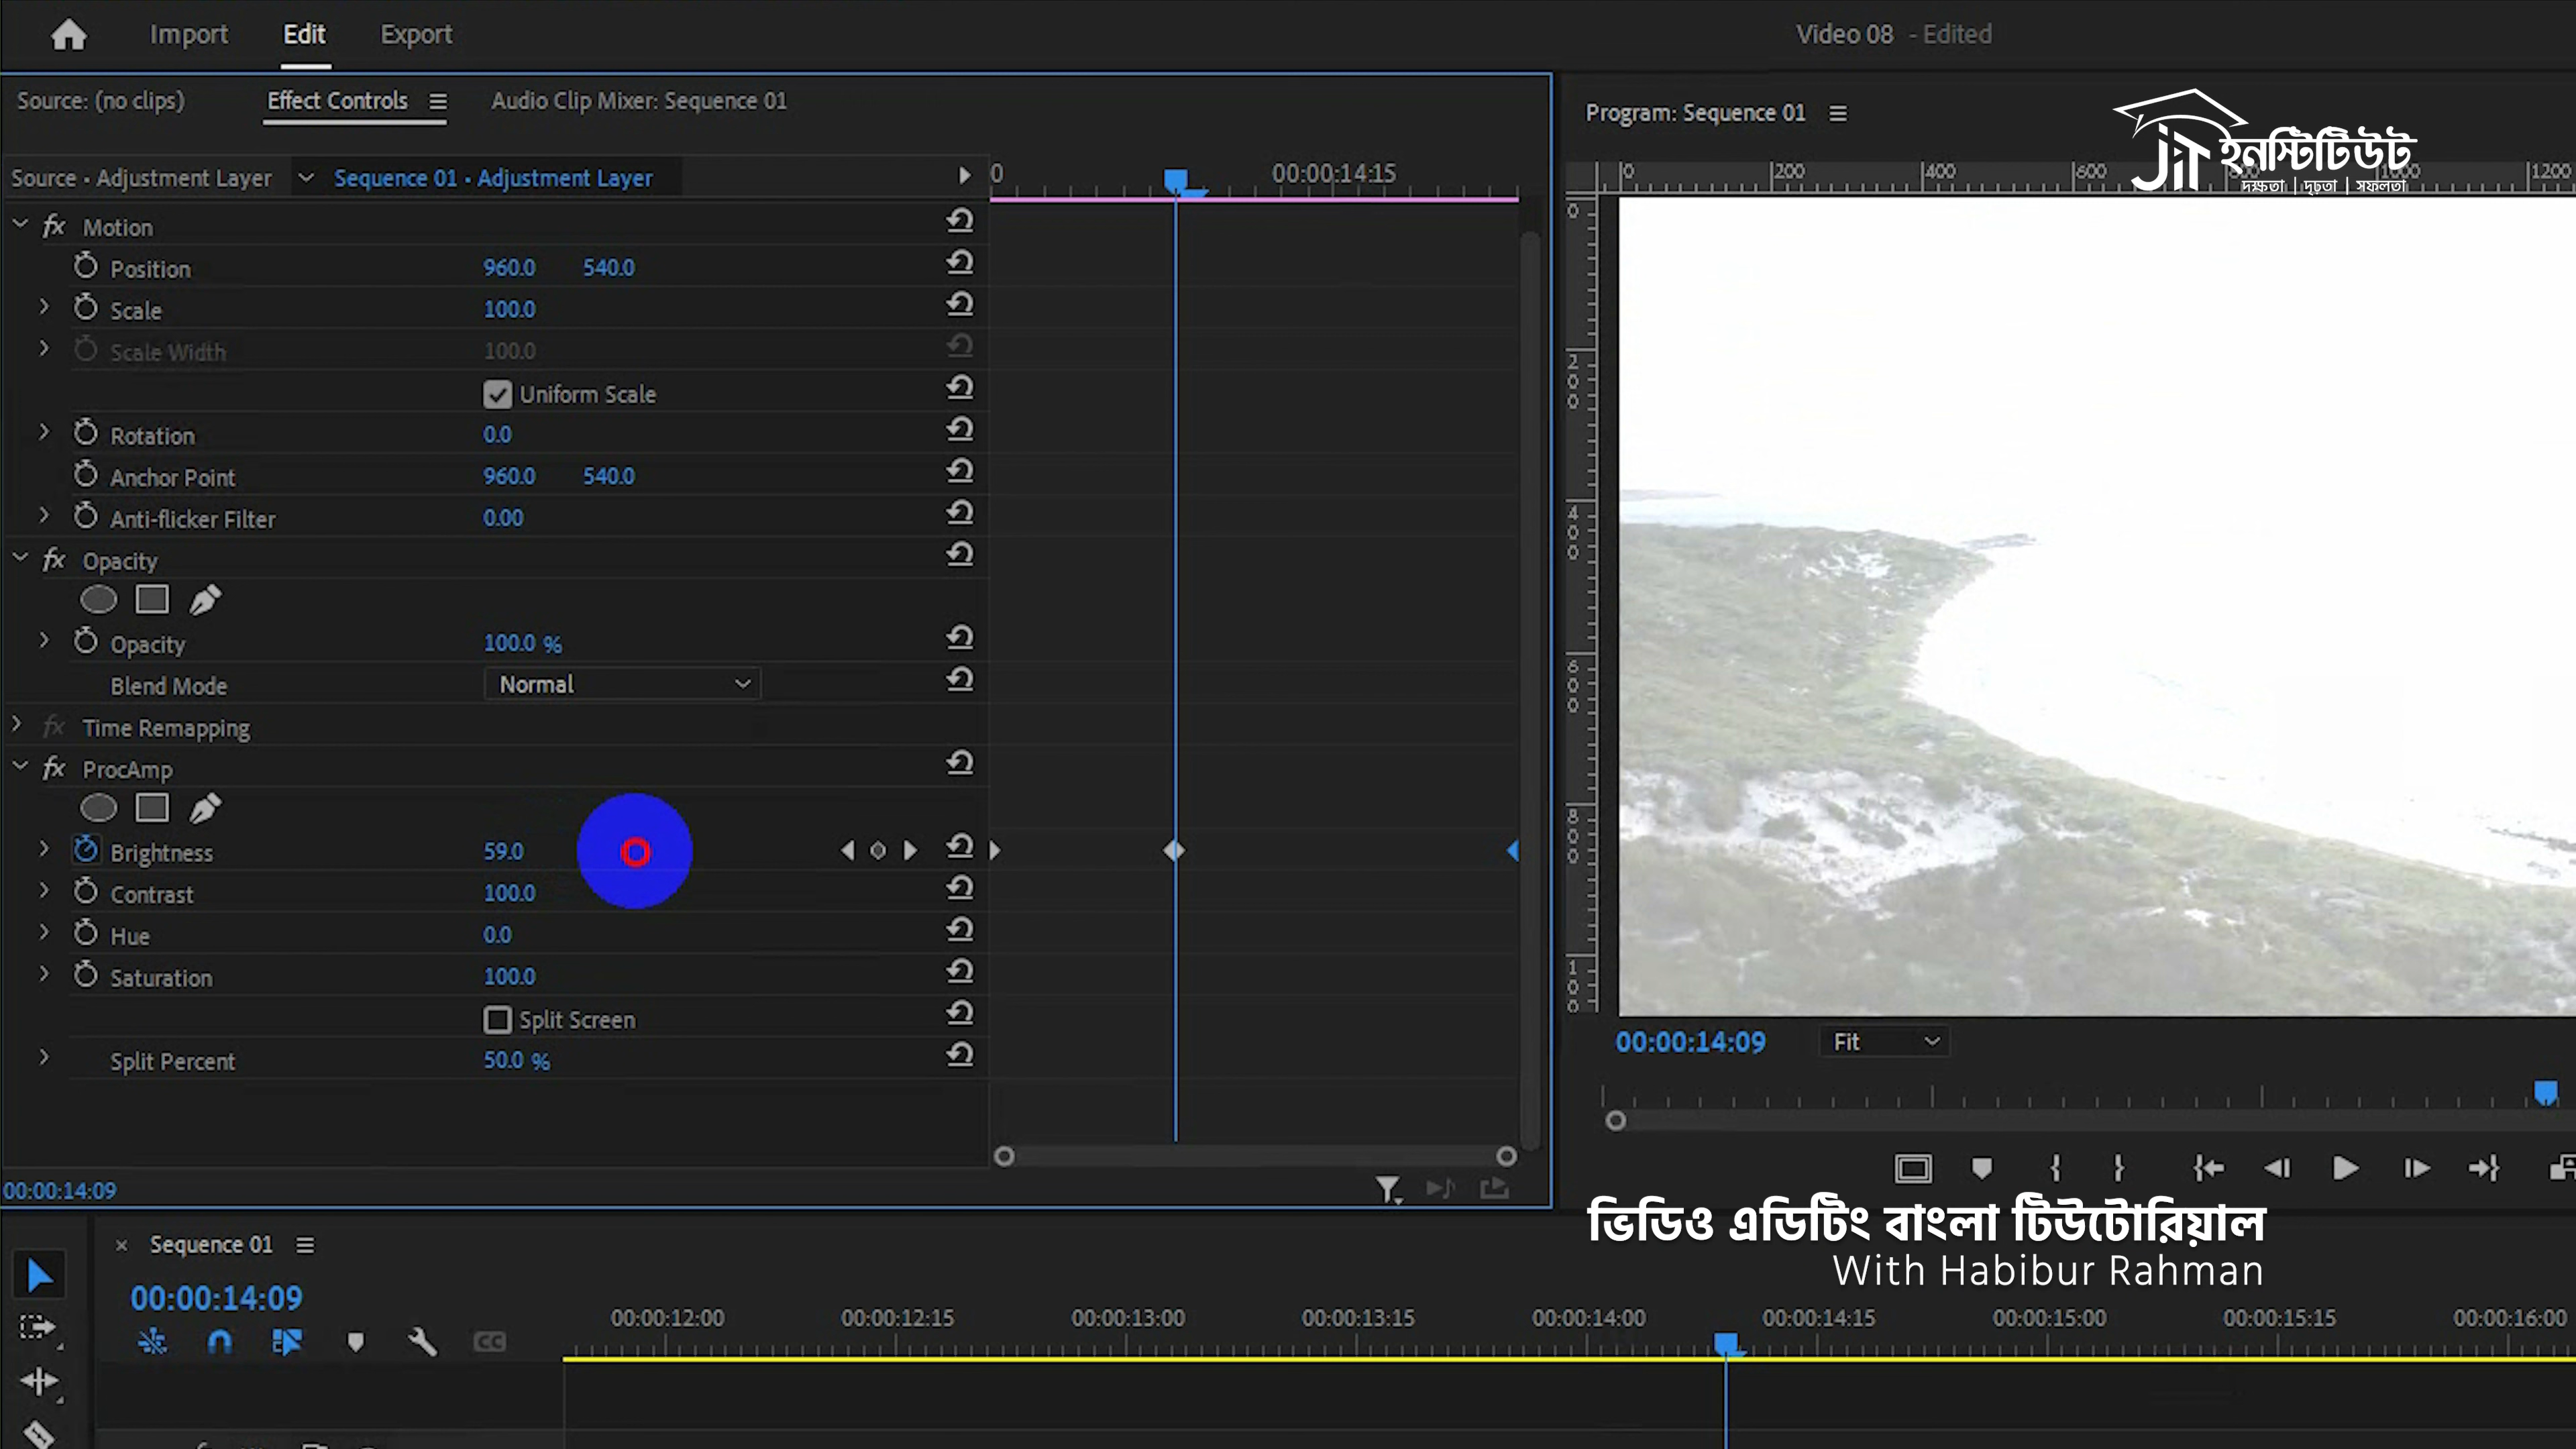 Import Edit Export
Video 08 - Edited
Source: (no clips) Effect Controls Audio Clip Mixer: Sequence 01
Program: Sequence 01
JIT ইনস্টিটিউট
দক্ষতা | দৃঢ়তা | সফলতা
Source • Adjustment Layer Sequence 01 • Adjustment Layer
0 00:00:14:15
0 200 400 600 800 1000 1200
Motion
Position 960.0 540.0
Scale 100.0
Scale Width 100.0
Uniform Scale
Rotation 0.0
Anchor Point 960.0 540.0
Anti-flicker Filter 0.00
Opacity
Opacity 100.0 %
Blend Mode Normal
Time Remapping
ProcAmp
Brightness 59.0
Contrast 100.0
Hue 0.0
Saturation 100.0
Split Screen
Split Percent 50.0 %
0
200
400
600
800
100
00:00:14:09 Fit
00:00:14:09
ভিডিও এডিটিং বাংলা টিউটোরিয়াল
With Habibur Rahman
× Sequence 01
00:00:14:09
CC
00:00:12:00 00:00:12:15 00:00:13:00 00:00:13:15 00:00:14:00 00:00:14:15 00:00:15:00 00:00:15:15 00:00:16:00